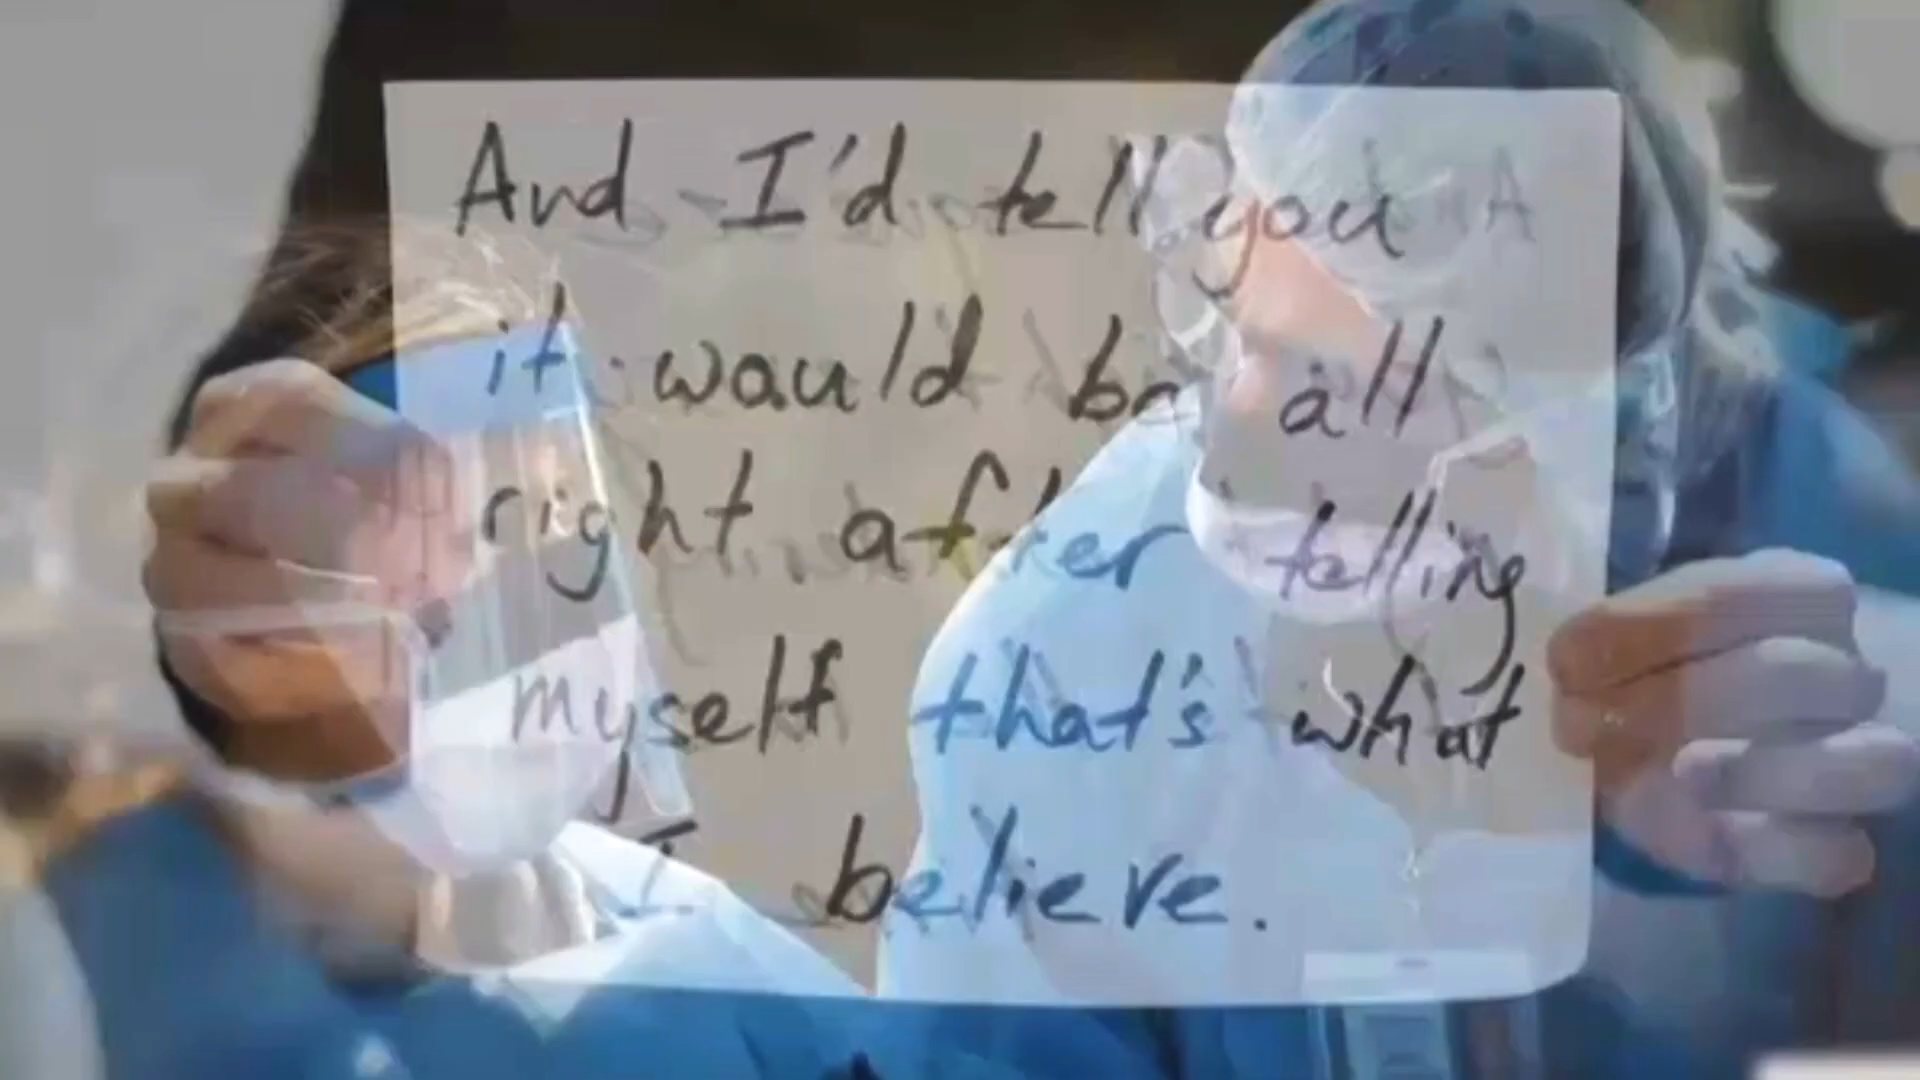 And I'd tell you
it would be all
right after telling
myself that's what
I believe.